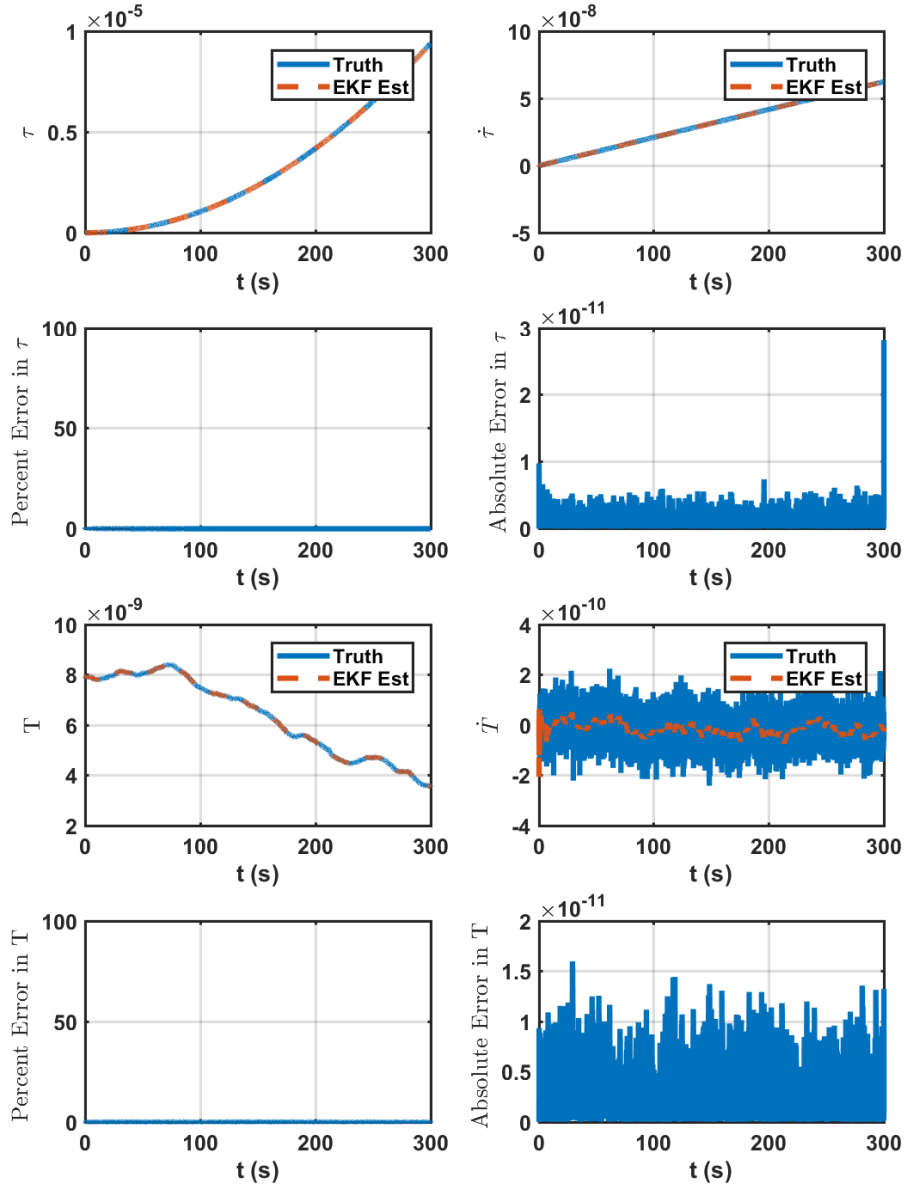 ×10⁻⁵
1
0.5
0
τ
0
100
200
300
t (s)
Truth
EKF Est
×10⁻⁸
10
5
0
-5
τ̇
0
100
200
300
t (s)
Truth
EKF Est
100
50
0
Percent Error in τ
0
100
200
300
t (s)
×10⁻¹¹
3
2
1
0
Absolute Error in τ
0
100
200
300
t (s)
×10⁻⁹
10
8
6
4
2
T
0
100
200
300
t (s)
Truth
EKF Est
×10⁻¹⁰
4
2
0
-2
-4
Ṫ
0
100
200
300
t (s)
Truth
EKF Est
100
50
0
Percent Error in T
0
100
200
300
t (s)
×10⁻¹¹
2
1.5
1
0.5
0
Absolute Error in T
0
100
200
300
t (s)